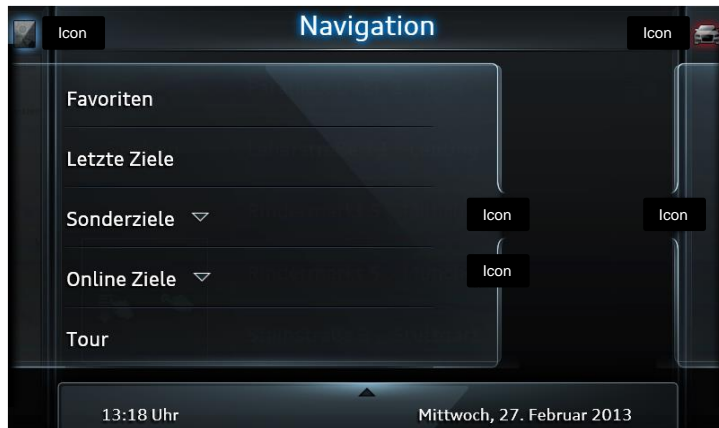 Icon
Navigation
Icon
Favoriten
Letzte Ziele
Sonderziele
Icon
Icon
Online Ziele
Icon
Tour
13:18 Uhr
Mittwoch, 27. Februar 2013